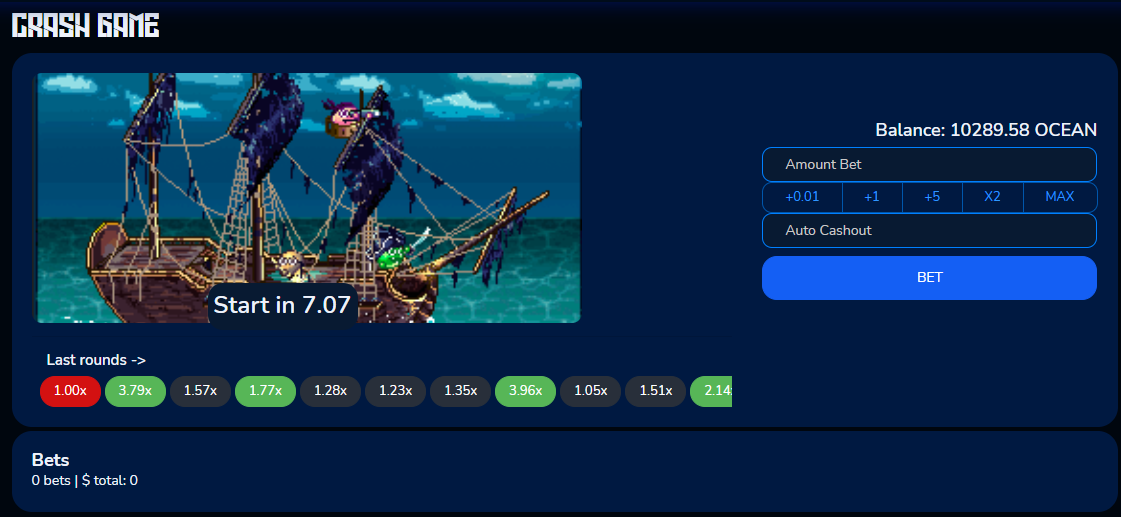 CRASH GAME
Balance: 10289.58 OCEAN
Amount Bet
+0.01 +1 +5 X2 MAX
Auto Cashout
BET
Start in 7.07
Last rounds ->
1.00x 3.79x 1.57x 1.77x 1.28x 1.23x 1.35x 3.96x 1.05x 1.51x 2.14
Bets
0 bets | $ total: 0